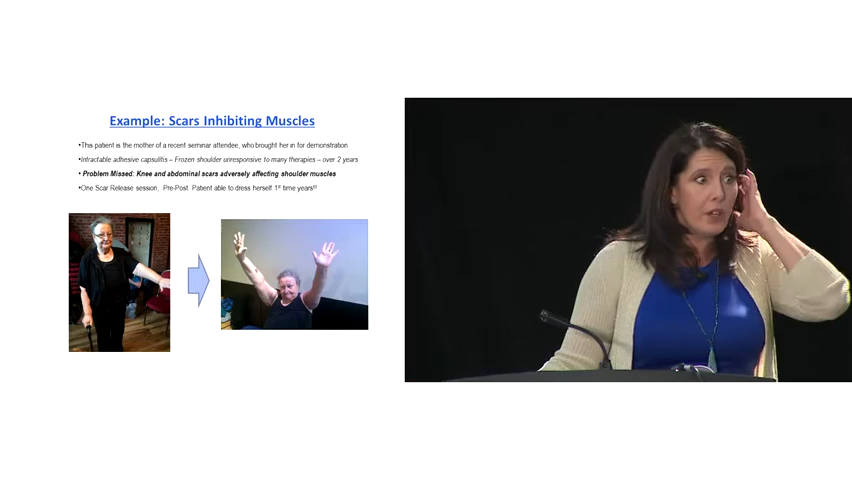 Example: Scars Inhibiting Muscles
•This patient is the mother of a recent seminar attendee, who brought her in for demonstration
•Intractable adhesive capsulitis – Frozen shoulder unresponsive to many therapies – over 2 years
• Problem Missed: Knee and abdominal scars adversely affecting shoulder muscles
•One Scar Release session, Pre-Post Patient able to dress herself 1st time years!!!